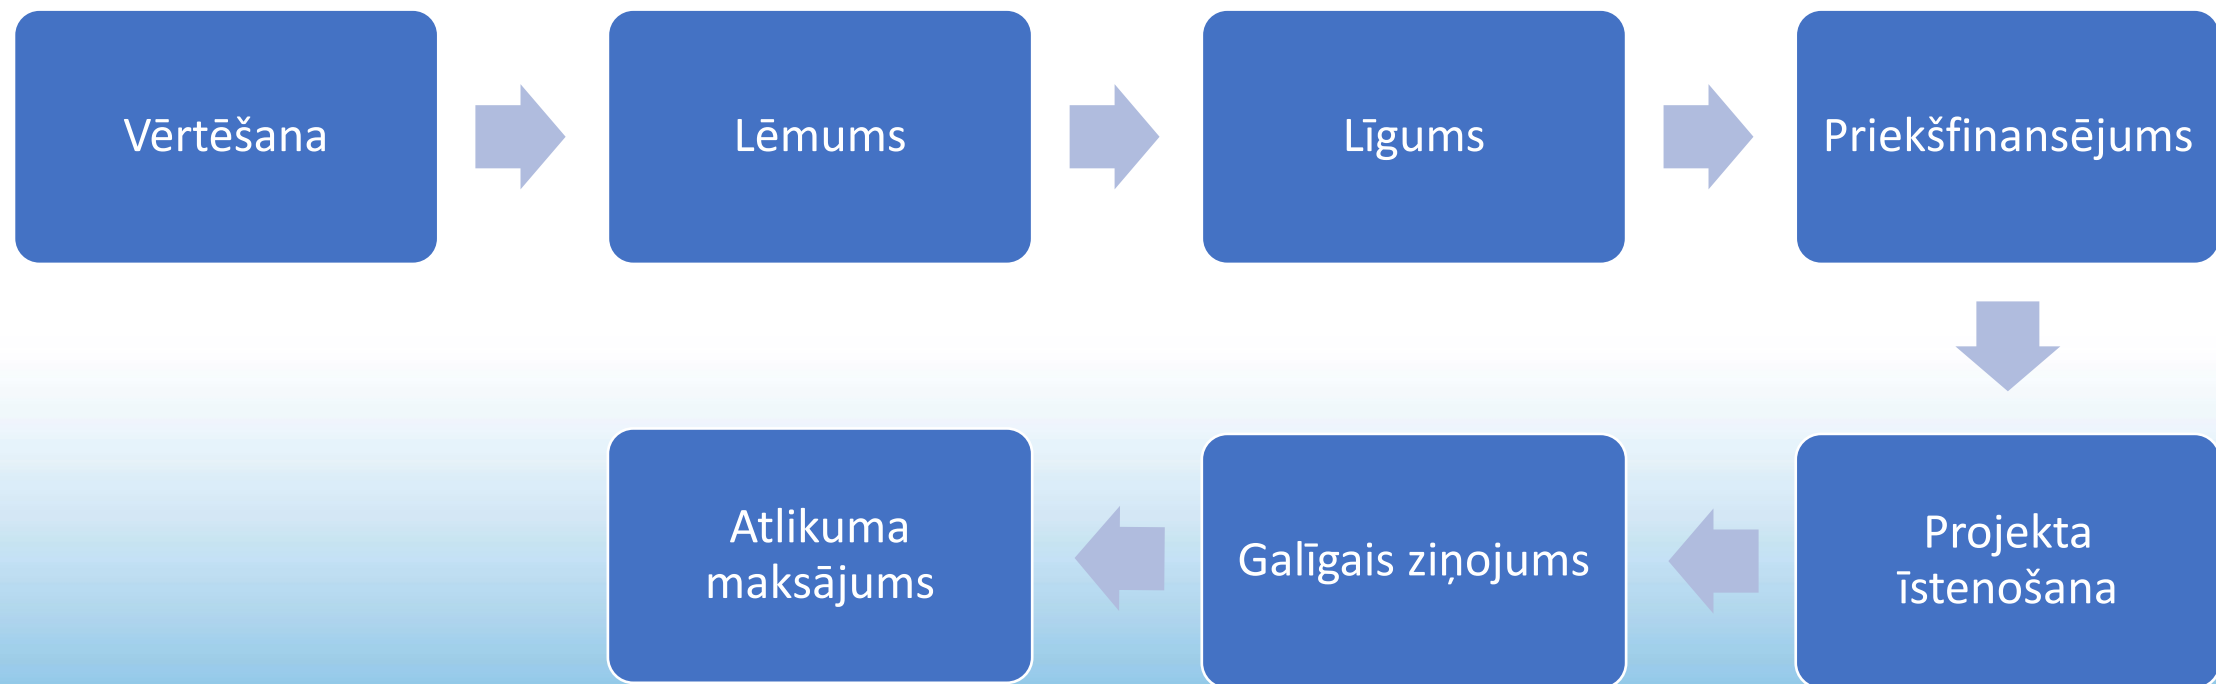 Vērtēšana
Lēmums
Līgums
Priekšfinansējums
Projekta
īstenošana
Galīgais ziņojums
Atlikuma
maksājums